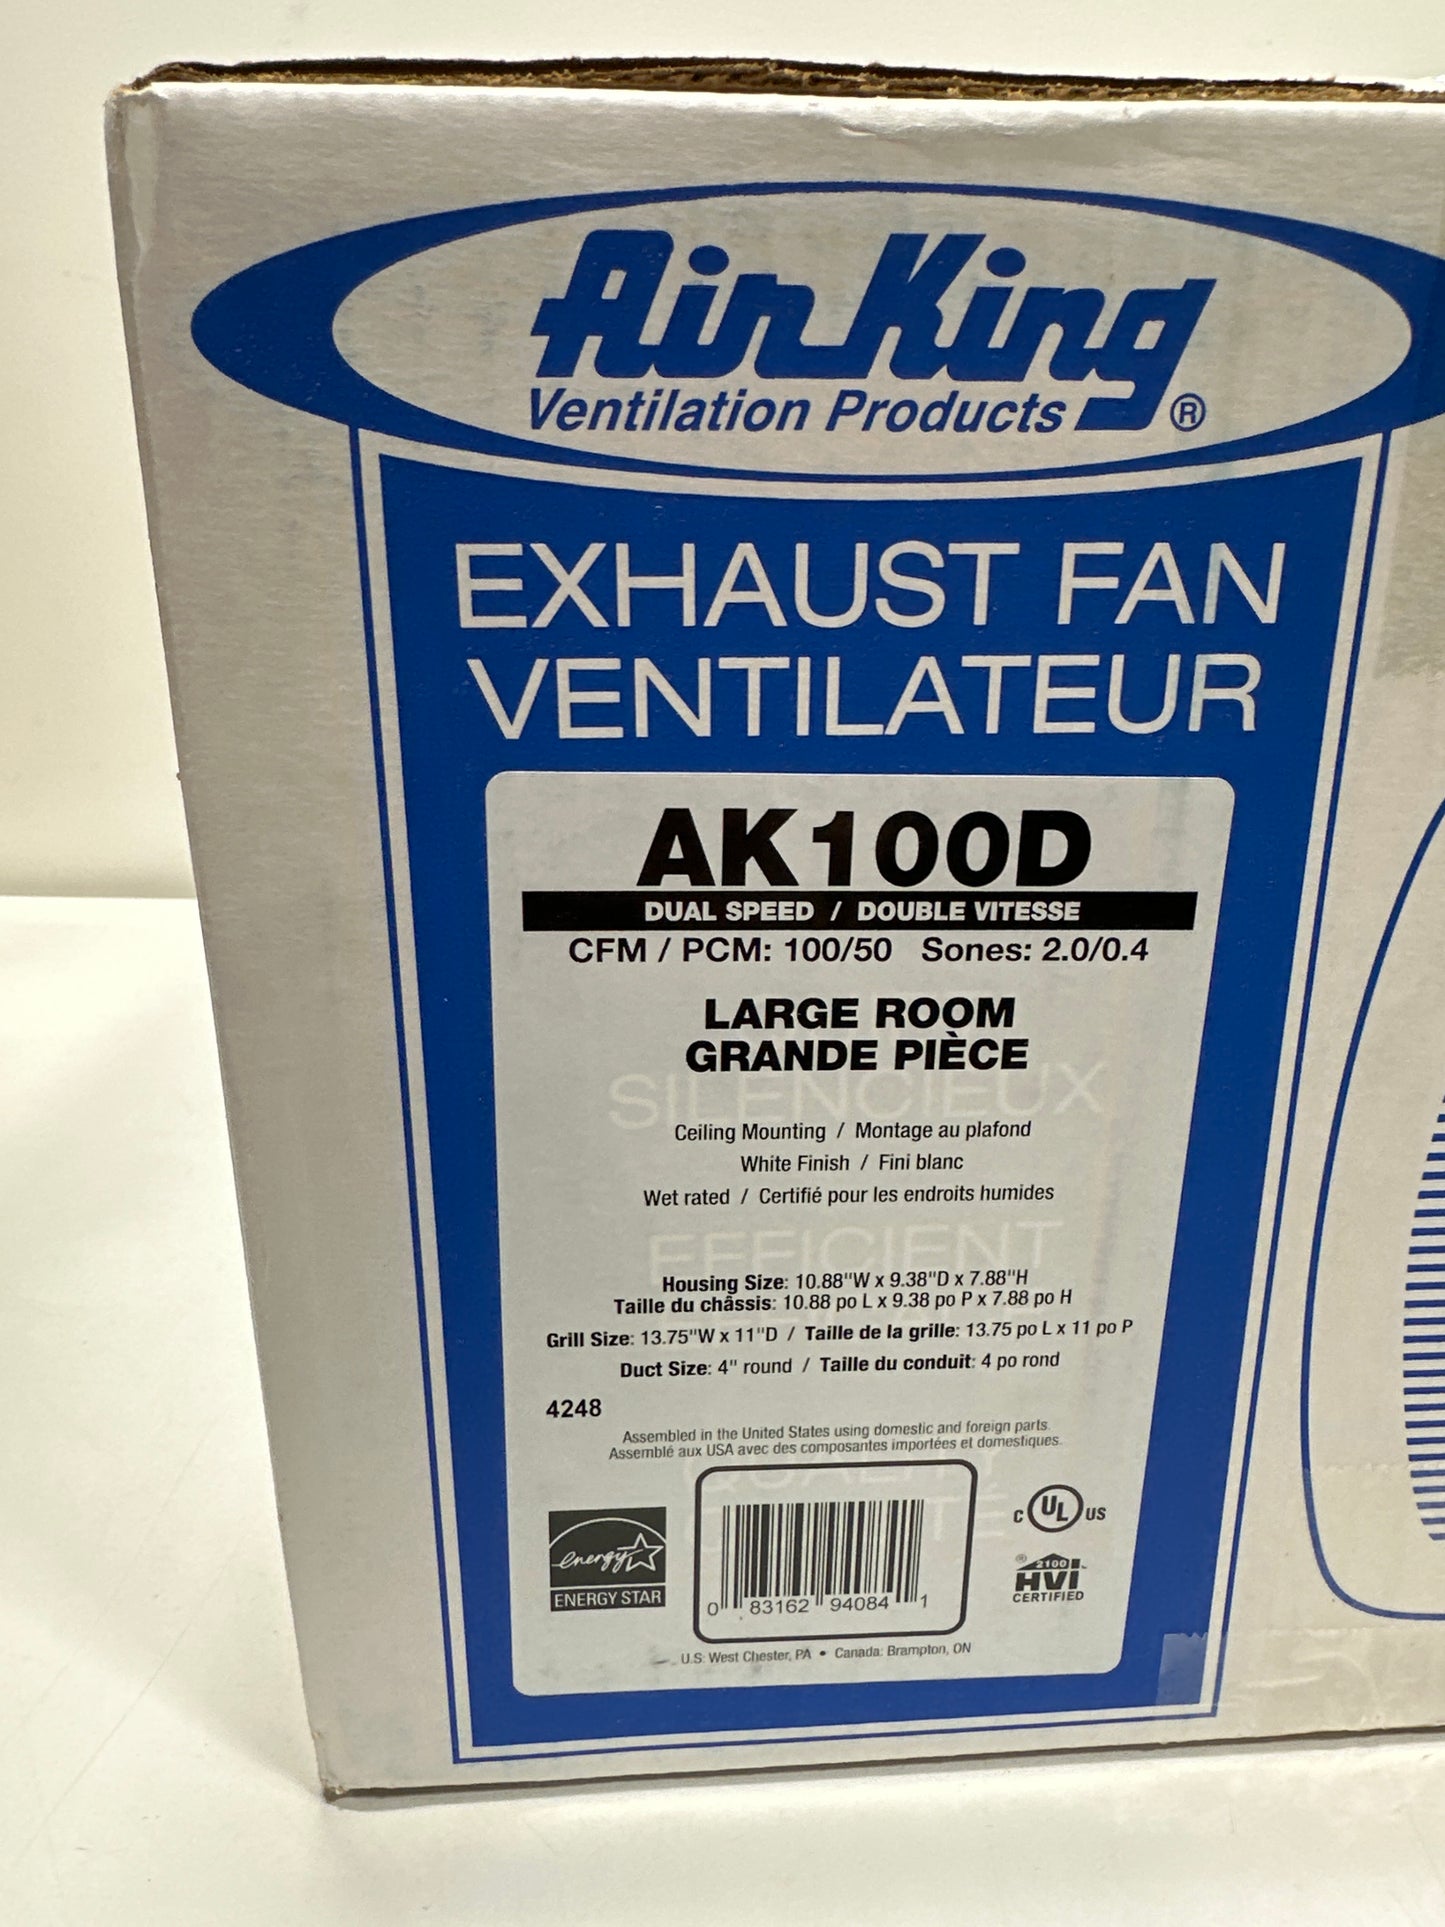 Air King
Ventilation Products ®
EXHAUST FAN
VENTILATEUR
AK100D
DUAL SPEED / DOUBLE VITESSE
CFM / PCM: 100/50 Sones: 2.0/0.4
LARGE ROOM
GRANDE PIÈCE
SILENCIEUX
Ceiling Mounting / Montage au plafond
White Finish / Fini blanc
Wet rated / Certifié pour les endroits humides
EFFICIENT
Housing Size: 10.88"W x 9.38"D x 7.88"H
Taille du châssis: 10.88 po L x 9.38 po P x 7.88 po H
Grill Size: 13.75"W x 11"D / Taille de la grille: 13.75 po L x 11 po P
Duct Size: 4" round / Taille du conduit: 4 po rond
4248
Assembled in the United States using domestic and foreign parts.
Assemblé aux USA avec des composantes importées et domestiques.
QUALITY
energy
ENERGY STAR
0 83162 94084 1
C UL US
® 2100
HVI
CERTIFIED
U.S: West Chester, PA • Canada: Brampton, ON